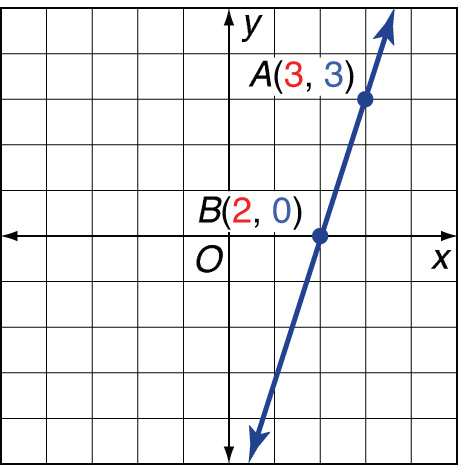 y
A(3, 3)
B(2, 0)
O
x